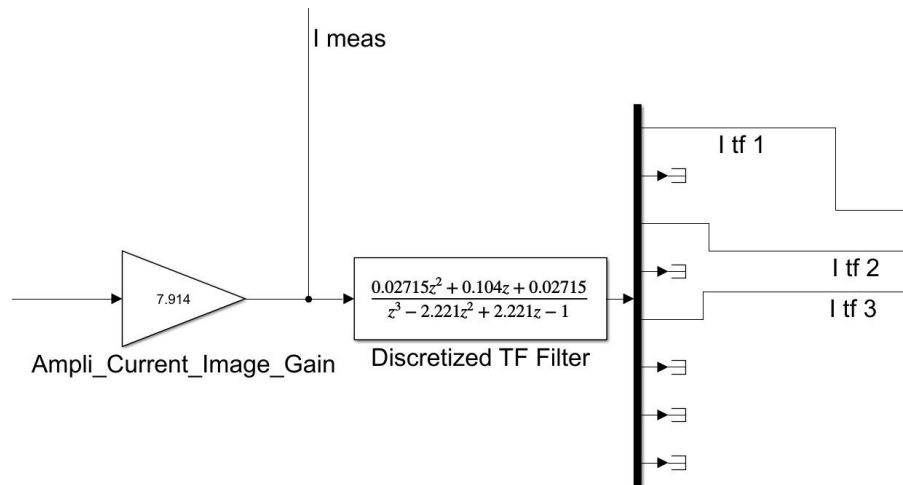 I meas
I tf 1
7.914
0.02715z² + 0.104z + 0.02715
z³ − 2.221z² + 2.221z − 1
I tf 2
I tf 3
Ampli_Current_Image_Gain
Discretized TF Filter